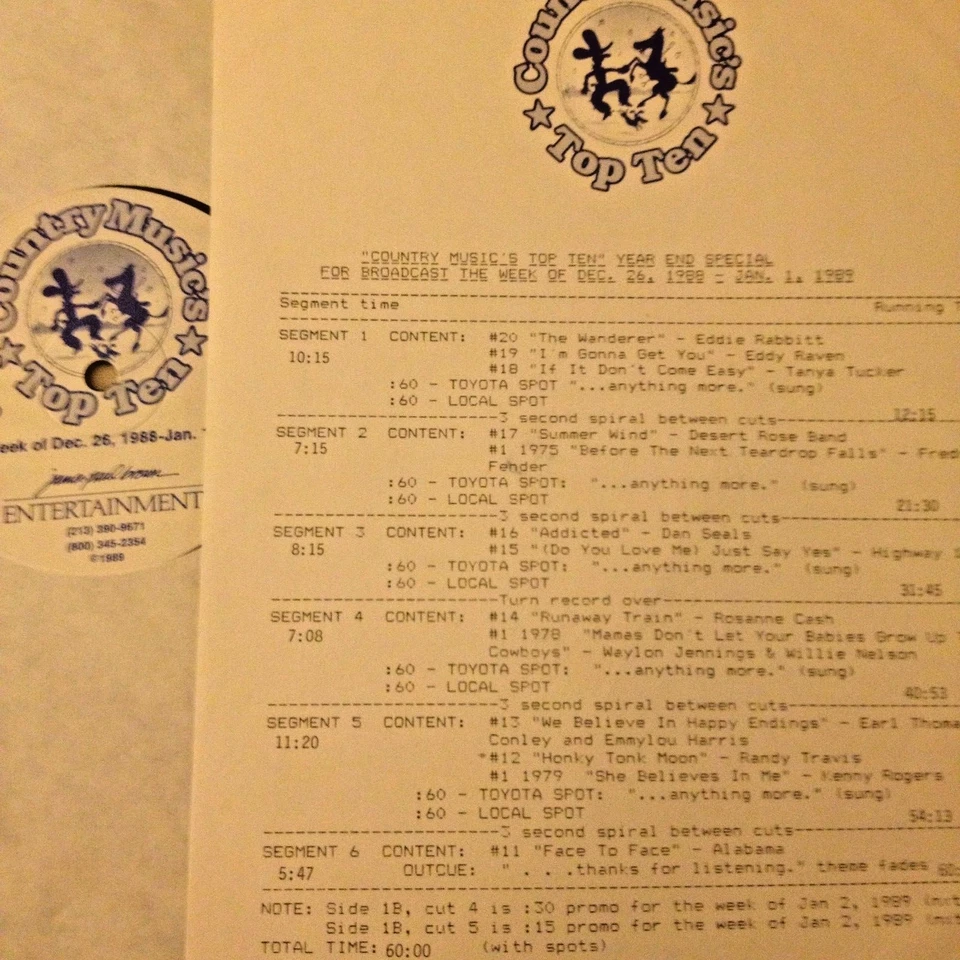 Country Music's
Top Ten
Country Music's
Top Ten
eek of Dec. 26, 1988-Jan.
ENTERTAINMENT
(213) 390-9671
(800) 345-2354
©1989
"COUNTRY MUSIC'S TOP TEN" YEAR END SPECIAL
FOR BROADCAST THE WEEK OF DEC. 26, 1988 - JAN. 1, 1989
Segment time Running T
SEGMENT 1 CONTENT: #20 "The Wanderer" - Eddie Rabbitt
10:15 #19 "I'm Gonna Get You" - Eddy Raven
#18 "If It Don't Come Easy" - Tanya Tucker
:60 - TOYOTA SPOT "...anything more." (sung)
:60 - LOCAL SPOT 12:15
3 second spiral between cuts
SEGMENT 2 CONTENT: #17 "Summer Wind" - Desert Rose Band
7:15 #1 1975 "Before The Next Teardrop Falls" - Fred
Fender
:60 - TOYOTA SPOT: "...anything more." (sung)
:60 - LOCAL SPOT 21:30
3 second spiral between cuts
SEGMENT 3 CONTENT: #16 "Addicted" - Dan Seals
8:15 #15 "(Do You Love Me) Just Say Yes" - Highway
:60 - TOYOTA SPOT: "...anything more." (sung)
:60 - LOCAL SPOT 31:45
Turn record over
SEGMENT 4 CONTENT: #14 "Runaway Train" - Rosanne Cash
7:08 #1 1978 "Mamas Don't Let Your Babies Grow Up T
Cowboys" - Waylon Jennings & Willie Nelson
:60 - TOYOTA SPOT: "...anything more." (sung)
:60 - LOCAL SPOT 40:53
3 second spiral between cuts
SEGMENT 5 CONTENT: #13 "We Believe In Happy Endings" - Earl Thoma
11:20 Conley and Emmylou Harris
*#12 "Honky Tonk Moon" - Randy Travis
#1 1979 "She Believes In Me" - Kenny Rogers
:60 - TOYOTA SPOT: "...anything more." (sung)
:60 - LOCAL SPOT 54:13
3 second spiral between cuts
SEGMENT 6 CONTENT: #11 "Face To Face" - Alabama
5:47 OUTCUE: " . . .thanks for listening." theme fades 60:
NOTE: Side 1B, cut 4 is :30 promo for the week of Jan 2, 1989
Side 1B, cut 5 is :15 promo for the week of Jan 2, 1989
TOTAL TIME: 60:00 (with spots)